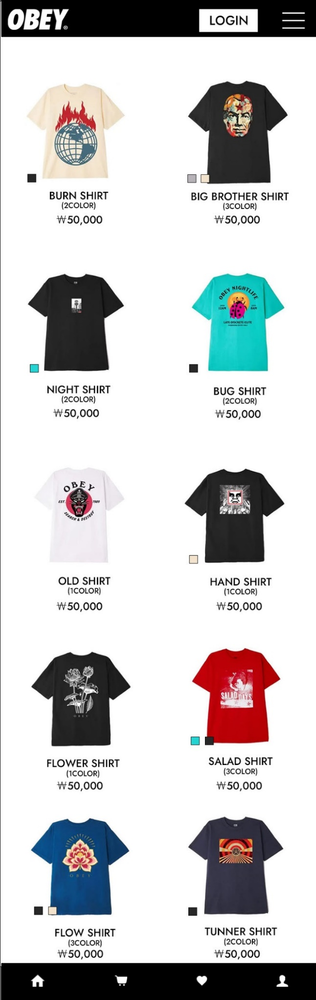 OBEY®
LOGIN
BURN SHIRT
(2COLOR)
₩50,000
BIG BROTHER SHIRT
(3COLOR)
₩50,000
NIGHT SHIRT
(2COLOR)
₩50,000
OBEY NIGHTLIFE
12AM
8AM
LATE·DISCRETE·ELITE
BUG SHIRT
(2COLOR)
₩50,000
OBEY
EST. 1989
SEARCH & DESTROY
OLD SHIRT
(1COLOR)
₩50,000
HAND SHIRT
(1COLOR)
₩50,000
OBEY
FLOWER SHIRT
(1COLOR)
₩50,000
SALAD DAYS
SALAD SHIRT
(3COLOR)
₩50,000
OBEY
FLOW SHIRT
(3COLOR)
₩50,000
TUNNER SHIRT
(2COLOR)
₩50,000